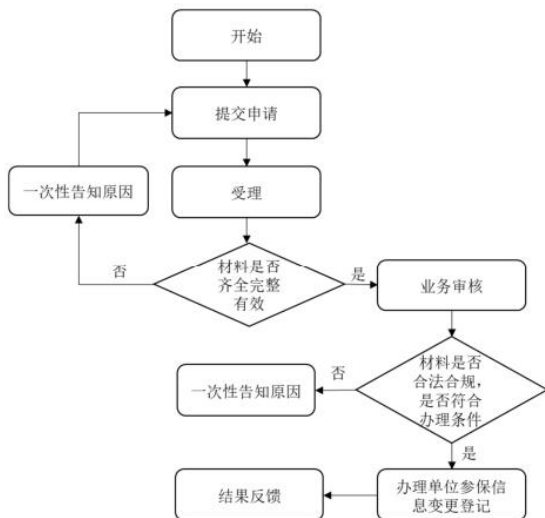 开始
提交申请
一次性告知原因
受理
材料是否
齐全完整
有效
否
是
业务审核
材料是否
合法合规，
是否符合
办理条件
否
一次性告知原因
是
办理单位参保信
息变更登记
结果反馈